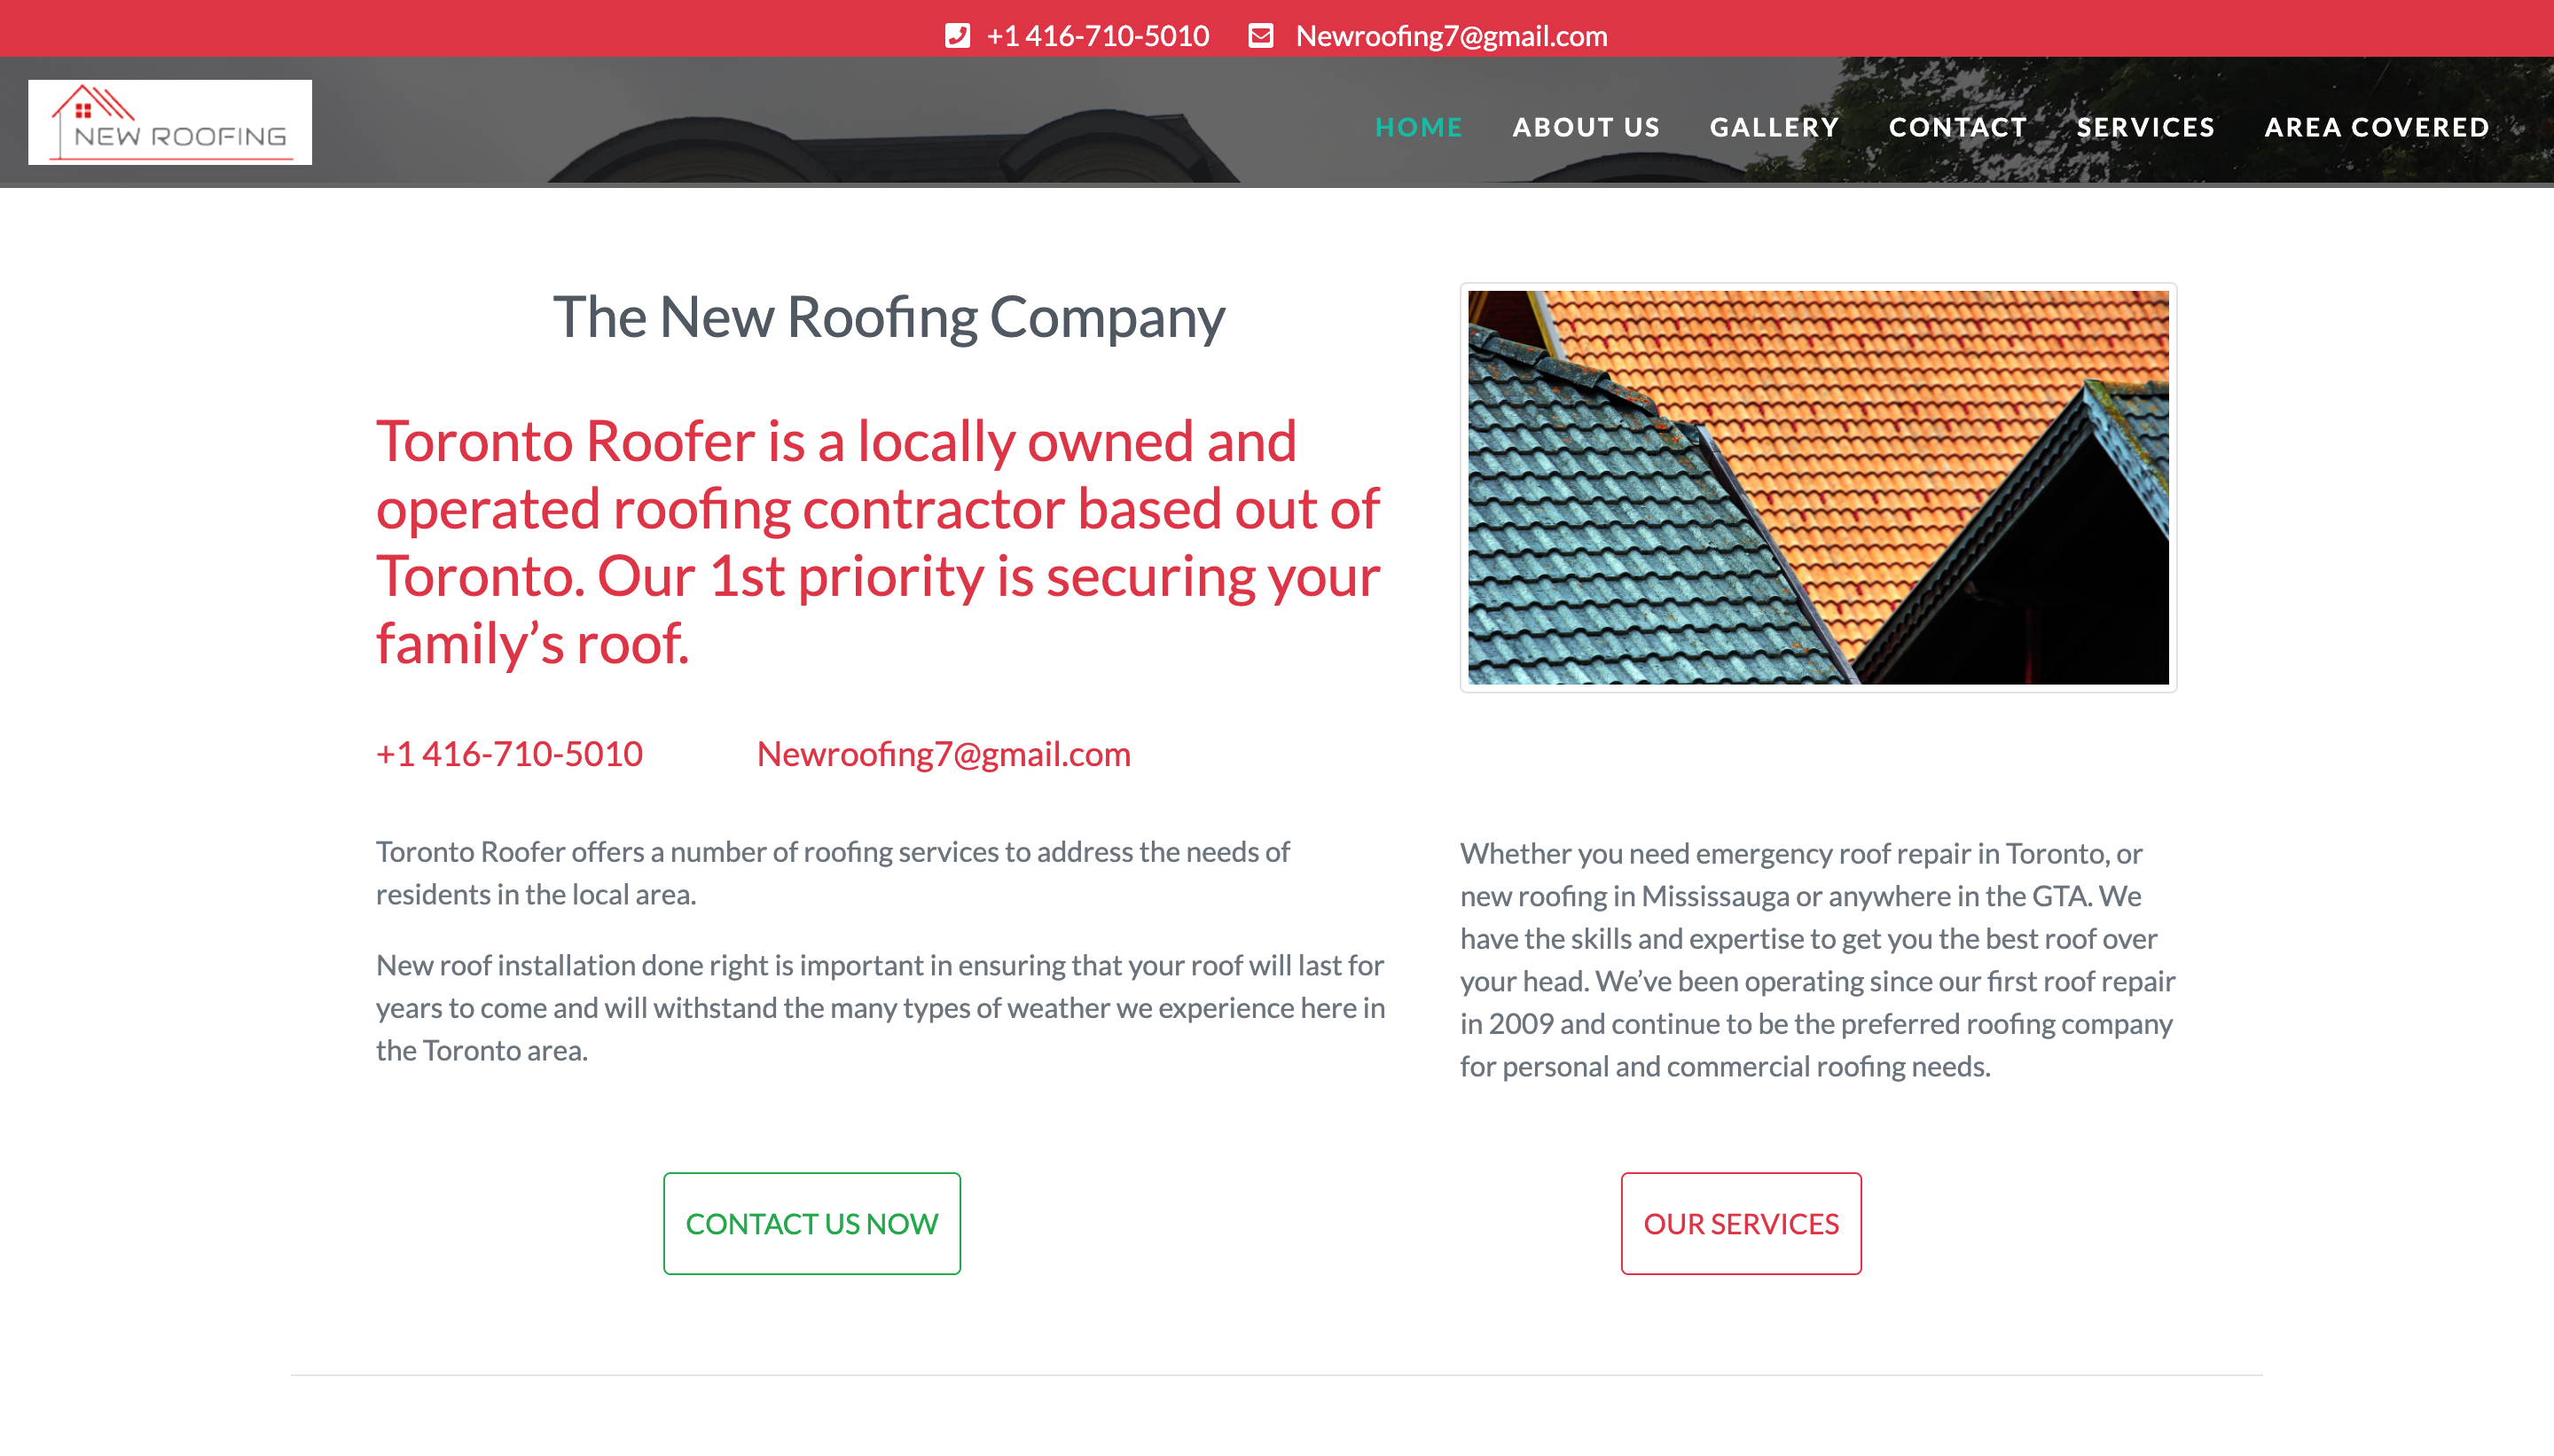 +1 416-710-5010 Newroofing7@gmail.com
NEW ROOFING
HOME ABOUT US GALLERY CONTACT SERVICES AREA COVERED
The New Roofing Company
Toronto Roofer is a locally owned and
operated roofing contractor based out of
Toronto. Our 1st priority is securing your
family’s roof.
+1 416-710-5010 Newroofing7@gmail.com
Toronto Roofer offers a number of roofing services to address the needs of
residents in the local area.
New roof installation done right is important in ensuring that your roof will last for
years to come and will withstand the many types of weather we experience here in
the Toronto area.
Whether you need emergency roof repair in Toronto, or
new roofing in Mississauga or anywhere in the GTA. We
have the skills and expertise to get you the best roof over
your head. We’ve been operating since our first roof repair
in 2009 and continue to be the preferred roofing company
for personal and commercial roofing needs.
CONTACT US NOW
OUR SERVICES